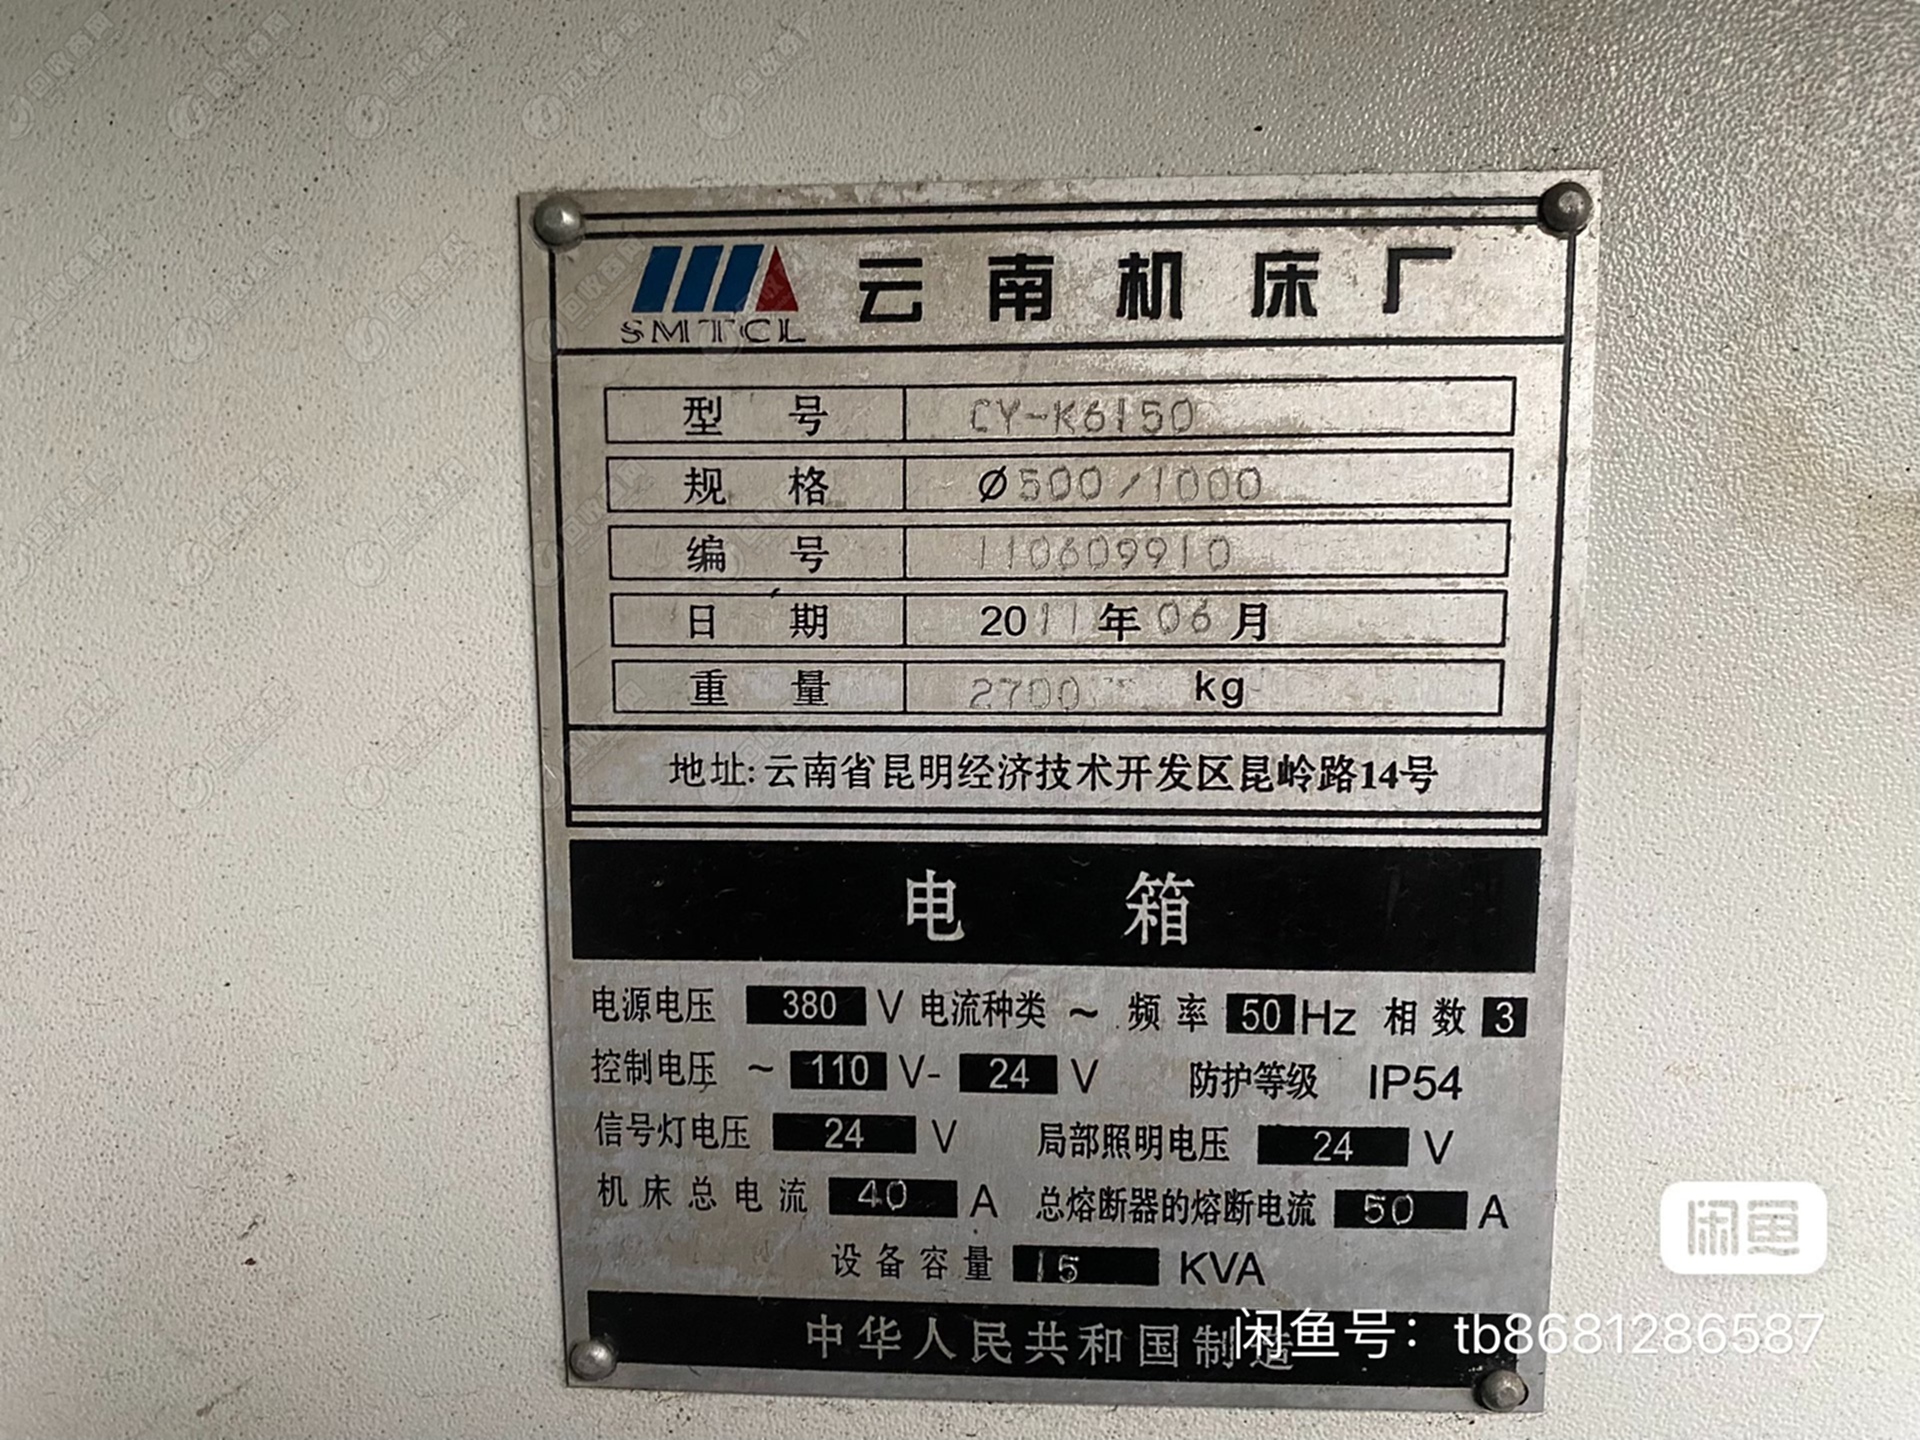 SMTCL 云南机床厂
型号 CY-K6150
规格 Ø500/1000
编号 110609910
日期 2011年06月
重量 2700 kg
地址:云南省昆明经济技术开发区昆岭路14号
电箱
电源电压 380 V 电流种类 ~ 频率 50 Hz 相数 3
控制电压 ~ 110 V- 24 V 防护等级 IP54
信号灯电压 24 V 局部照明电压 24 V
机床总电流 40 A 总熔断器的熔断电流 50 A
设备容量 15 KVA
中华人民共和国制造
闲鱼
闲鱼号：tb8681286587